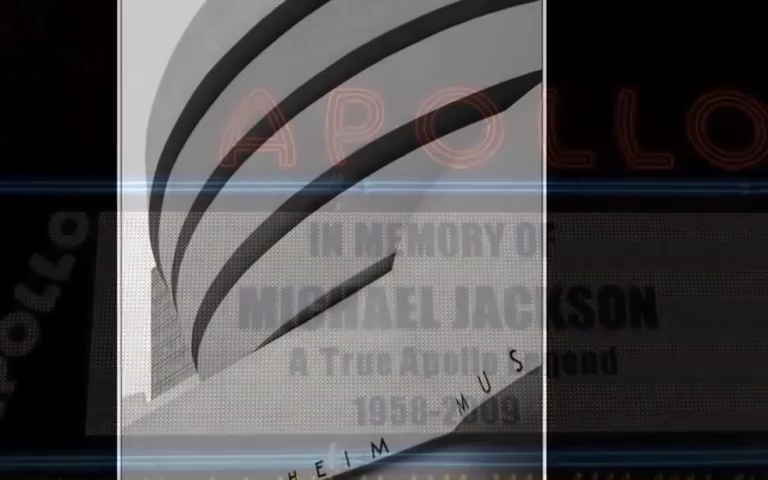 APOLLO
APOLLO
IN MEMORY OF
MICHAEL JACKSON
A True Apollo Legend
1958-2009
HEIM MUS